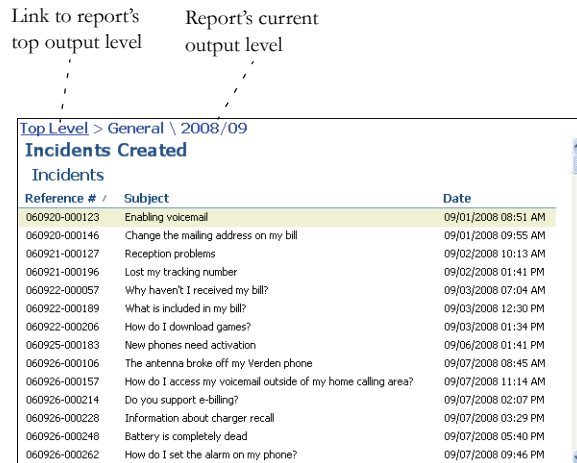 Link to report's
top output level
Report's current
output level
Top Level > General \ 2008/09
Incidents Created
Incidents
Reference # / Subject Date
060920-000123 Enabling voicemail 09/01/2008 08:51 AM
060920-000146 Change the mailing address on my bill 09/01/2008 09:55 AM
060921-000127 Reception problems 09/02/2008 10:13 AM
060921-000196 Lost my tracking number 09/02/2008 01:41 PM
060922-000057 Why haven't I received my bill? 09/03/2008 07:04 AM
060922-000189 What is included in my bill? 09/03/2008 12:30 PM
060922-000206 How do I download games? 09/03/2008 01:34 PM
060925-000183 New phones need activation 09/06/2008 01:41 PM
060926-000106 The antenna broke off my Verden phone 09/07/2008 08:45 AM
060926-000157 How do I access my voicemail outside of my home calling area? 09/07/2008 11:14 AM
060926-000214 Do you support e-billing? 09/07/2008 02:07 PM
060926-000228 Information about charger recall 09/07/2008 03:29 PM
060926-000248 Battery is completely dead 09/07/2008 05:40 PM
060926-000262 How do I set the alarm on my phone? 09/07/2008 09:46 PM